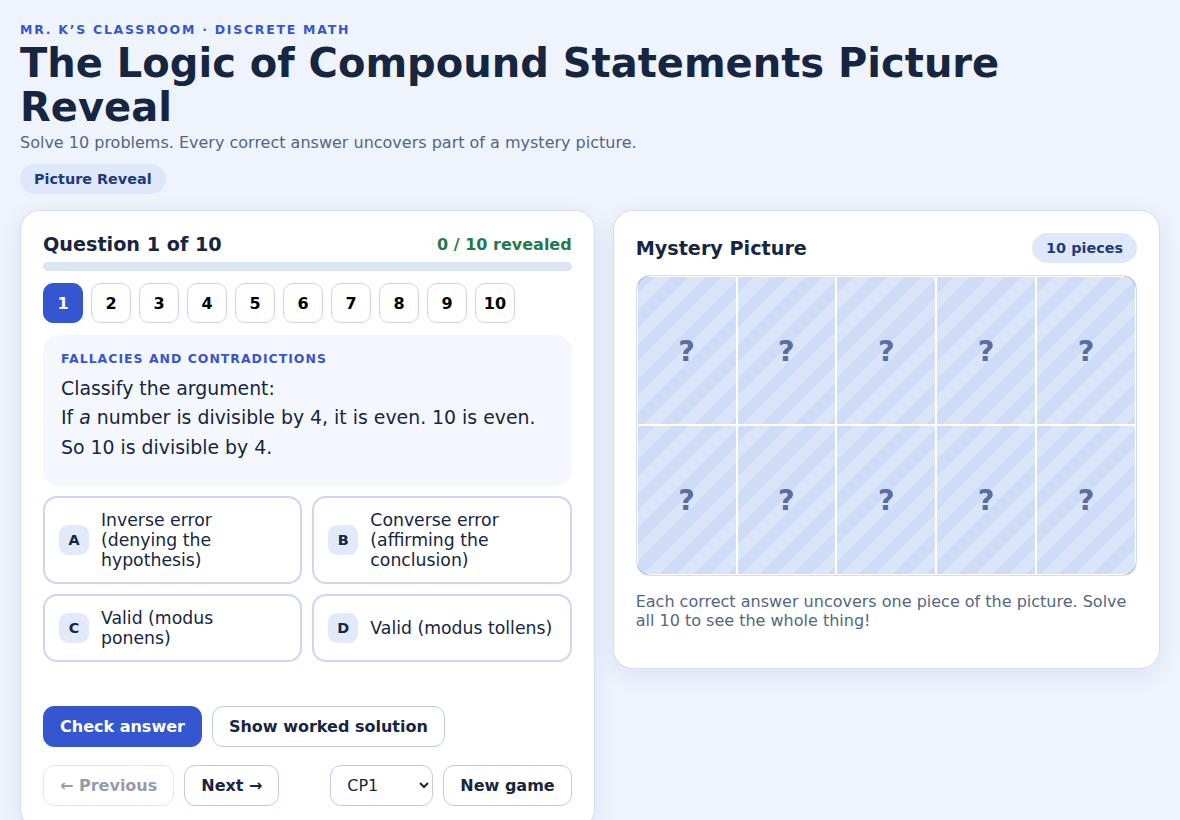 MR. K’S CLASSROOM · DISCRETE MATH
The Logic of Compound Statements Picture
Reveal
Solve 10 problems. Every correct answer uncovers part of a mystery picture.
Picture Reveal
Question 1 of 10
0 / 10 revealed
1 2 3 4 5 6 7 8 9 10
FALLACIES AND CONTRADICTIONS
Classify the argument:
If a number is divisible by 4, it is even. 10 is even.
So 10 is divisible by 4.
A
Inverse error
(denying the
hypothesis)
B
Converse error
(affirming the
conclusion)
C
Valid (modus
ponens)
D
Valid (modus tollens)
Check answer
Show worked solution
← Previous
Next →
CP1
New game
Mystery Picture
10 pieces
? ? ? ? ?
? ? ? ? ?
Each correct answer uncovers one piece of the picture. Solve
all 10 to see the whole thing!